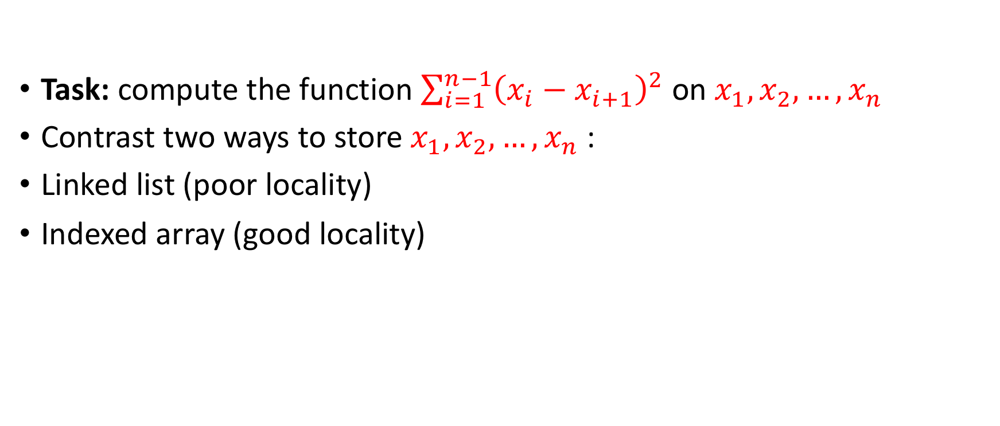 • Task: compute the function $\sum_{i=1}^{n-1}(x_i - x_{i+1})^2$ on $x_1, x_2, \ldots, x_n$
• Contrast two ways to store $x_1, x_2, \ldots, x_n$ :
• Linked list (poor locality)
• Indexed array (good locality)